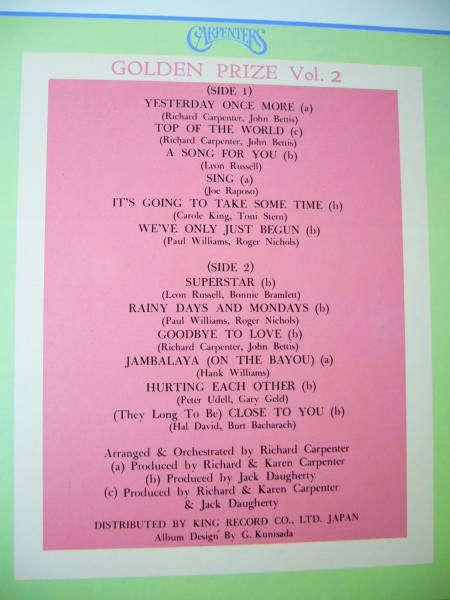 CARPENTERS
GOLDEN PRIZE Vol. 2
(SIDE 1)
YESTERDAY ONCE MORE (a)
(Richard Carpenter, John Bettis)
TOP OF THE WORLD (c)
(Richard Carpenter, John Bettis)
A SONG FOR YOU (b)
(Leon Russell)
SING (a)
(Joe Raposo)
IT'S GOING TO TAKE SOME TIME (b)
(Carole King, Toni Stern)
WE'VE ONLY JUST BEGUN (b)
(Paul Williams, Roger Nichols)
(SIDE 2)
SUPERSTAR (b)
(Leon Russell, Bonnie Bramlett)
RAINY DAYS AND MONDAYS (b)
(Paul Williams, Roger Nichols)
GOODBYE TO LOVE (b)
(Richard Carpenter, John Bettis)
JAMBALAYA (ON THE BAYOU) (a)
(Hank Williams)
HURTING EACH OTHER (b)
(Peter Udell, Gary Geld)
(They Long To Be) CLOSE TO YOU (b)
(Hal David, Burt Bacharach)
Arranged & Orchestrated by Richard Carpenter
(a) Produced by Richard & Karen Carpenter
(b) Produced by Jack Daugherty
(c) Produced by Richard & Karen Carpenter
& Jack Daugherty
DISTRIBUTED BY KING RECORD CO., LTD. JAPAN
Album Design By G. Kunisada